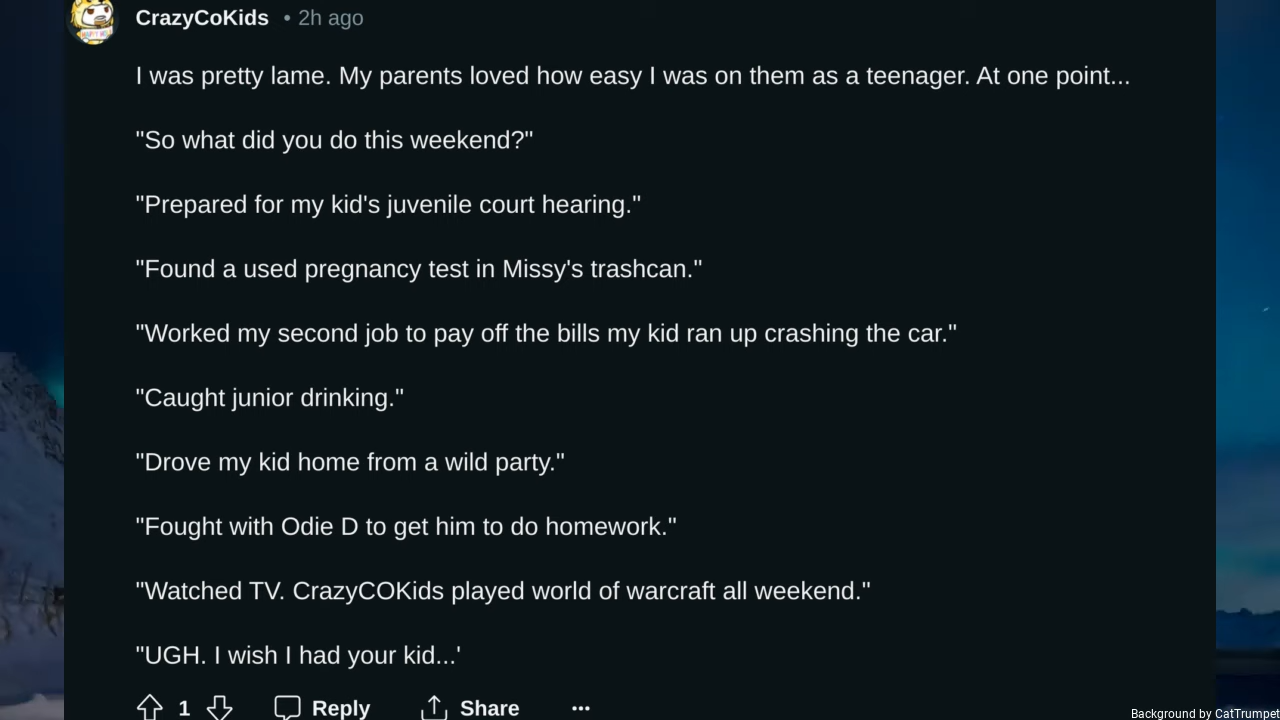 CrazyCoKids • 2h ago
I was pretty lame. My parents loved how easy I was on them as a teenager. At one point...
"So what did you do this weekend?"
"Prepared for my kid's juvenile court hearing."
"Found a used pregnancy test in Missy's trashcan."
"Worked my second job to pay off the bills my kid ran up crashing the car."
"Caught junior drinking."
"Drove my kid home from a wild party."
"Fought with Odie D to get him to do homework."
"Watched TV. CrazyCOKids played world of warcraft all weekend."
"UGH. I wish I had your kid...'
1 Reply Share ...
Background by CatTrumpet